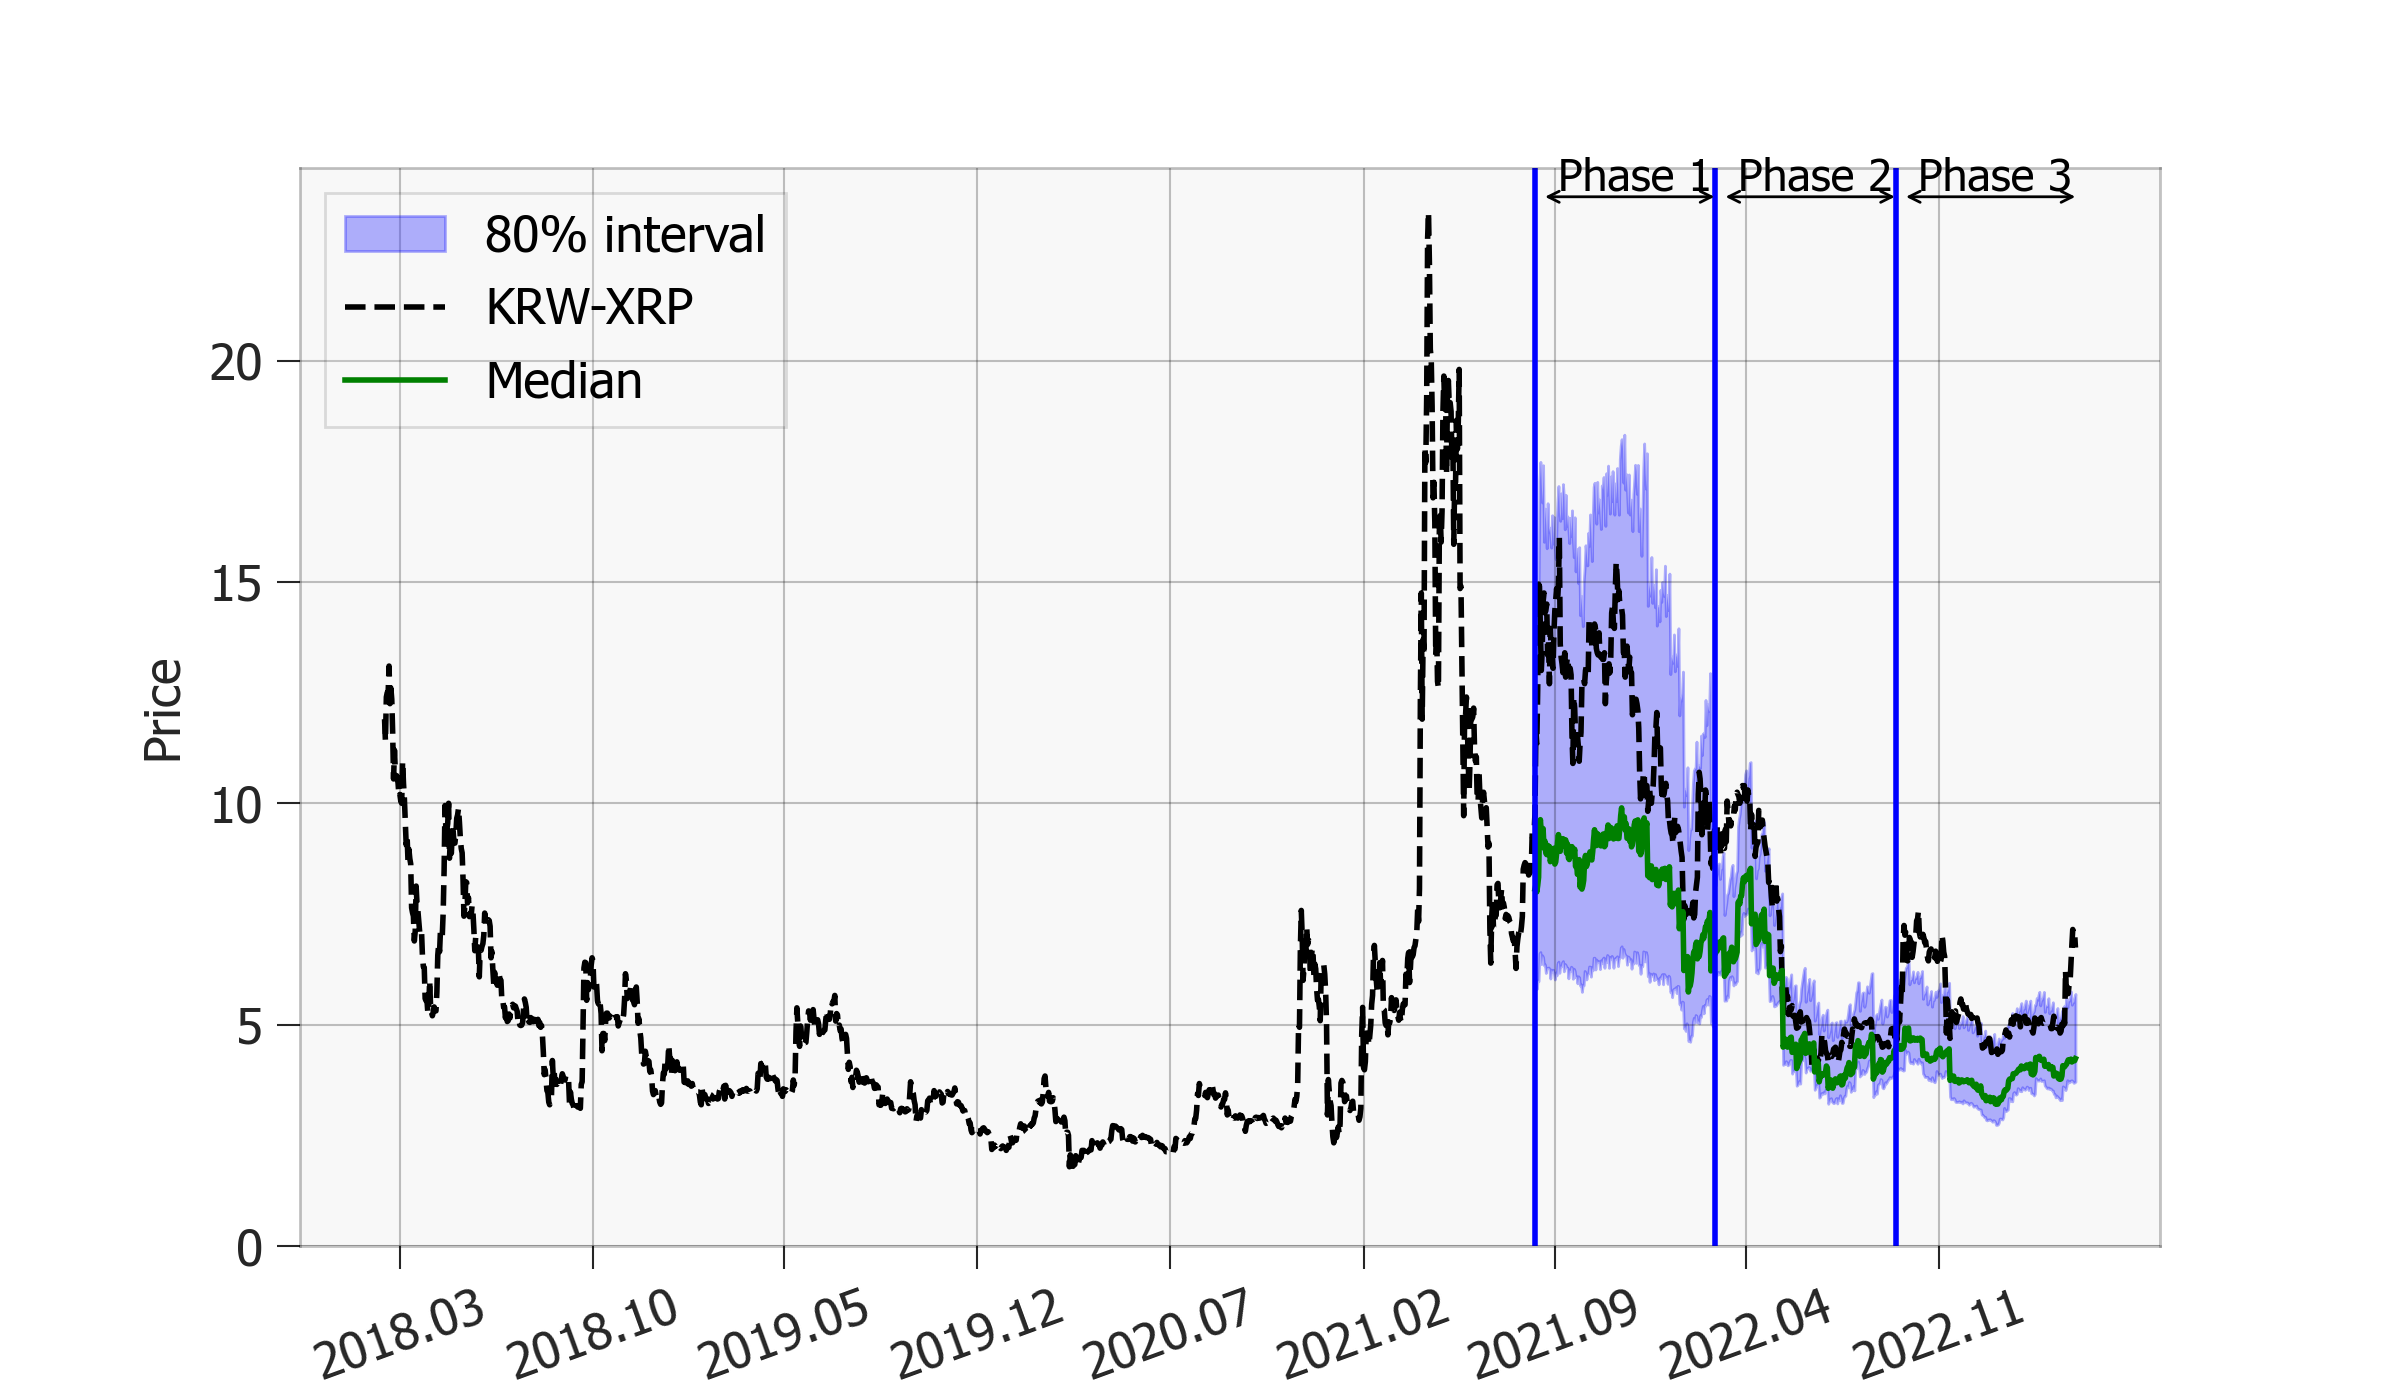 Phase 1
Phase 2
Phase 3
80% interval
KRW-XRP
Median
20
15
10
5
0
Price
2018.03
2018.10
2019.05
2019.12
2020.07
2021.02
2021.09
2022.04
2022.11